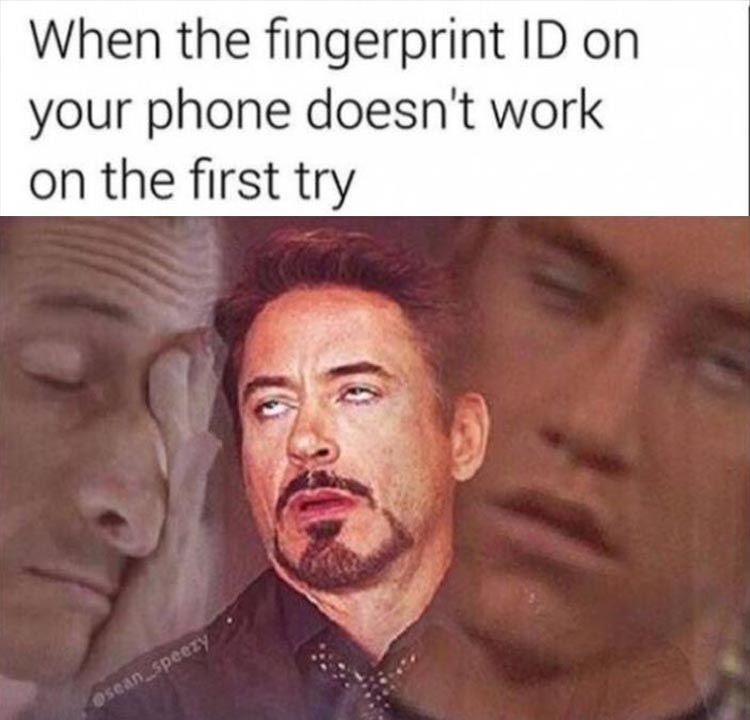 When the fingerprint ID on
your phone doesn't work
on the first try
@sean_speezy